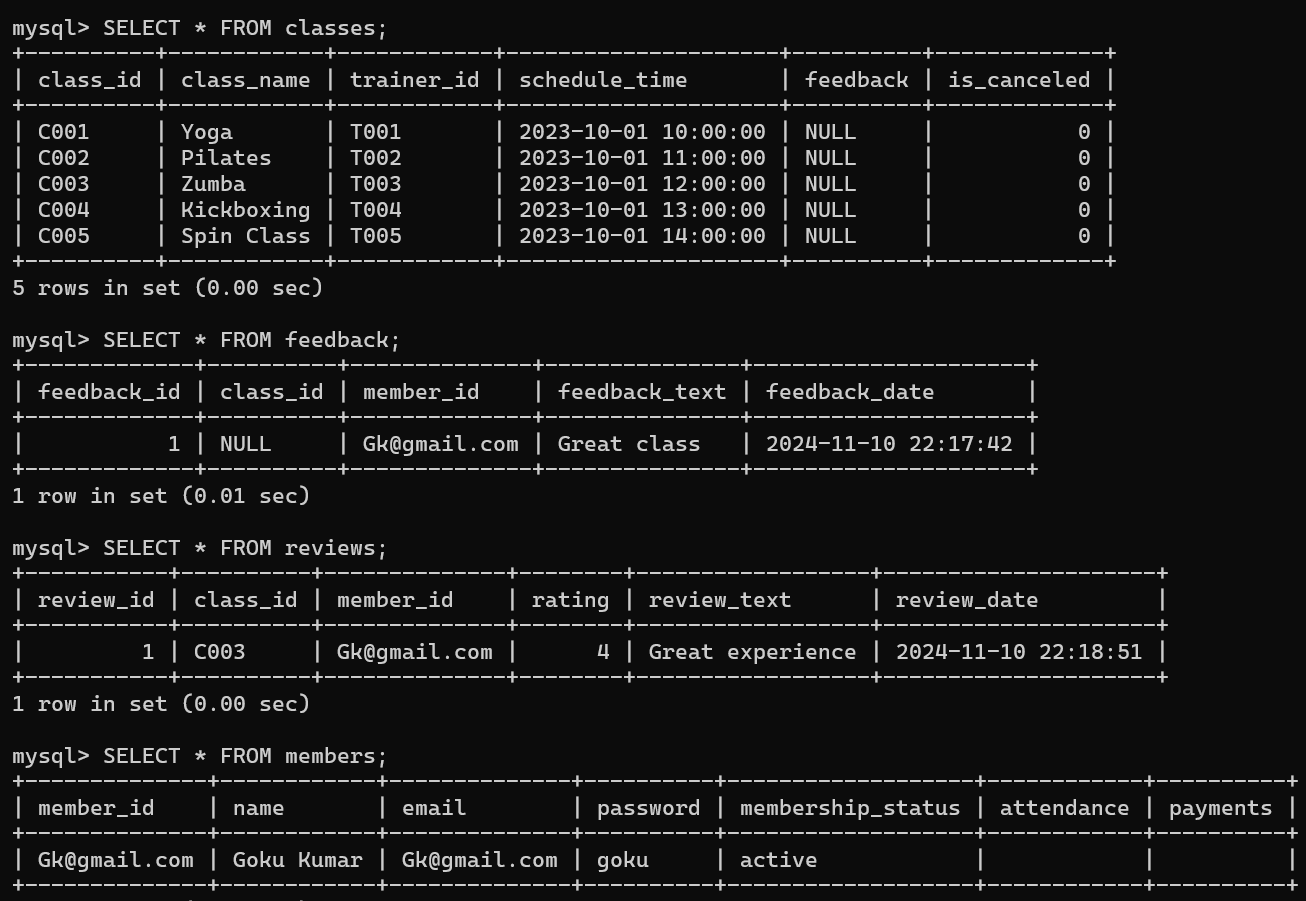 mysql> SELECT * FROM classes;
+----------+------------+------------+---------------------+----------+-------------+
| class_id | class_name | trainer_id | schedule_time       | feedback | is_canceled |
+----------+------------+------------+---------------------+----------+-------------+
| C001     | Yoga       | T001       | 2023-10-01 10:00:00 | NULL     |           0 |
| C002     | Pilates    | T002       | 2023-10-01 11:00:00 | NULL     |           0 |
| C003     | Zumba      | T003       | 2023-10-01 12:00:00 | NULL     |           0 |
| C004     | Kickboxing | T004       | 2023-10-01 13:00:00 | NULL     |           0 |
| C005     | Spin Class | T005       | 2023-10-01 14:00:00 | NULL     |           0 |
+----------+------------+------------+---------------------+----------+-------------+
5 rows in set (0.00 sec)

mysql> SELECT * FROM feedback;
+-------------+----------+--------------+---------------+---------------------+
| feedback_id | class_id | member_id    | feedback_text | feedback_date       |
+-------------+----------+--------------+---------------+---------------------+
|           1 | NULL     | Gk@gmail.com | Great class   | 2024-11-10 22:17:42 |
+-------------+----------+--------------+---------------+---------------------+
1 row in set (0.01 sec)

mysql> SELECT * FROM reviews;
+-----------+----------+--------------+--------+------------------+---------------------+
| review_id | class_id | member_id    | rating | review_text      | review_date         |
+-----------+----------+--------------+--------+------------------+---------------------+
|         1 | C003     | Gk@gmail.com |      4 | Great experience | 2024-11-10 22:18:51 |
+-----------+----------+--------------+--------+------------------+---------------------+
1 row in set (0.00 sec)

mysql> SELECT * FROM members;
+--------------+------------+--------------+----------+-------------------+------------+----------+
| member_id    | name       | email        | password | membership_status | attendance | payments |
+--------------+------------+--------------+----------+-------------------+------------+----------+
| Gk@gmail.com | Goku Kumar | Gk@gmail.com | goku     | active            |            |          |
+--------------+------------+--------------+----------+-------------------+------------+----------+